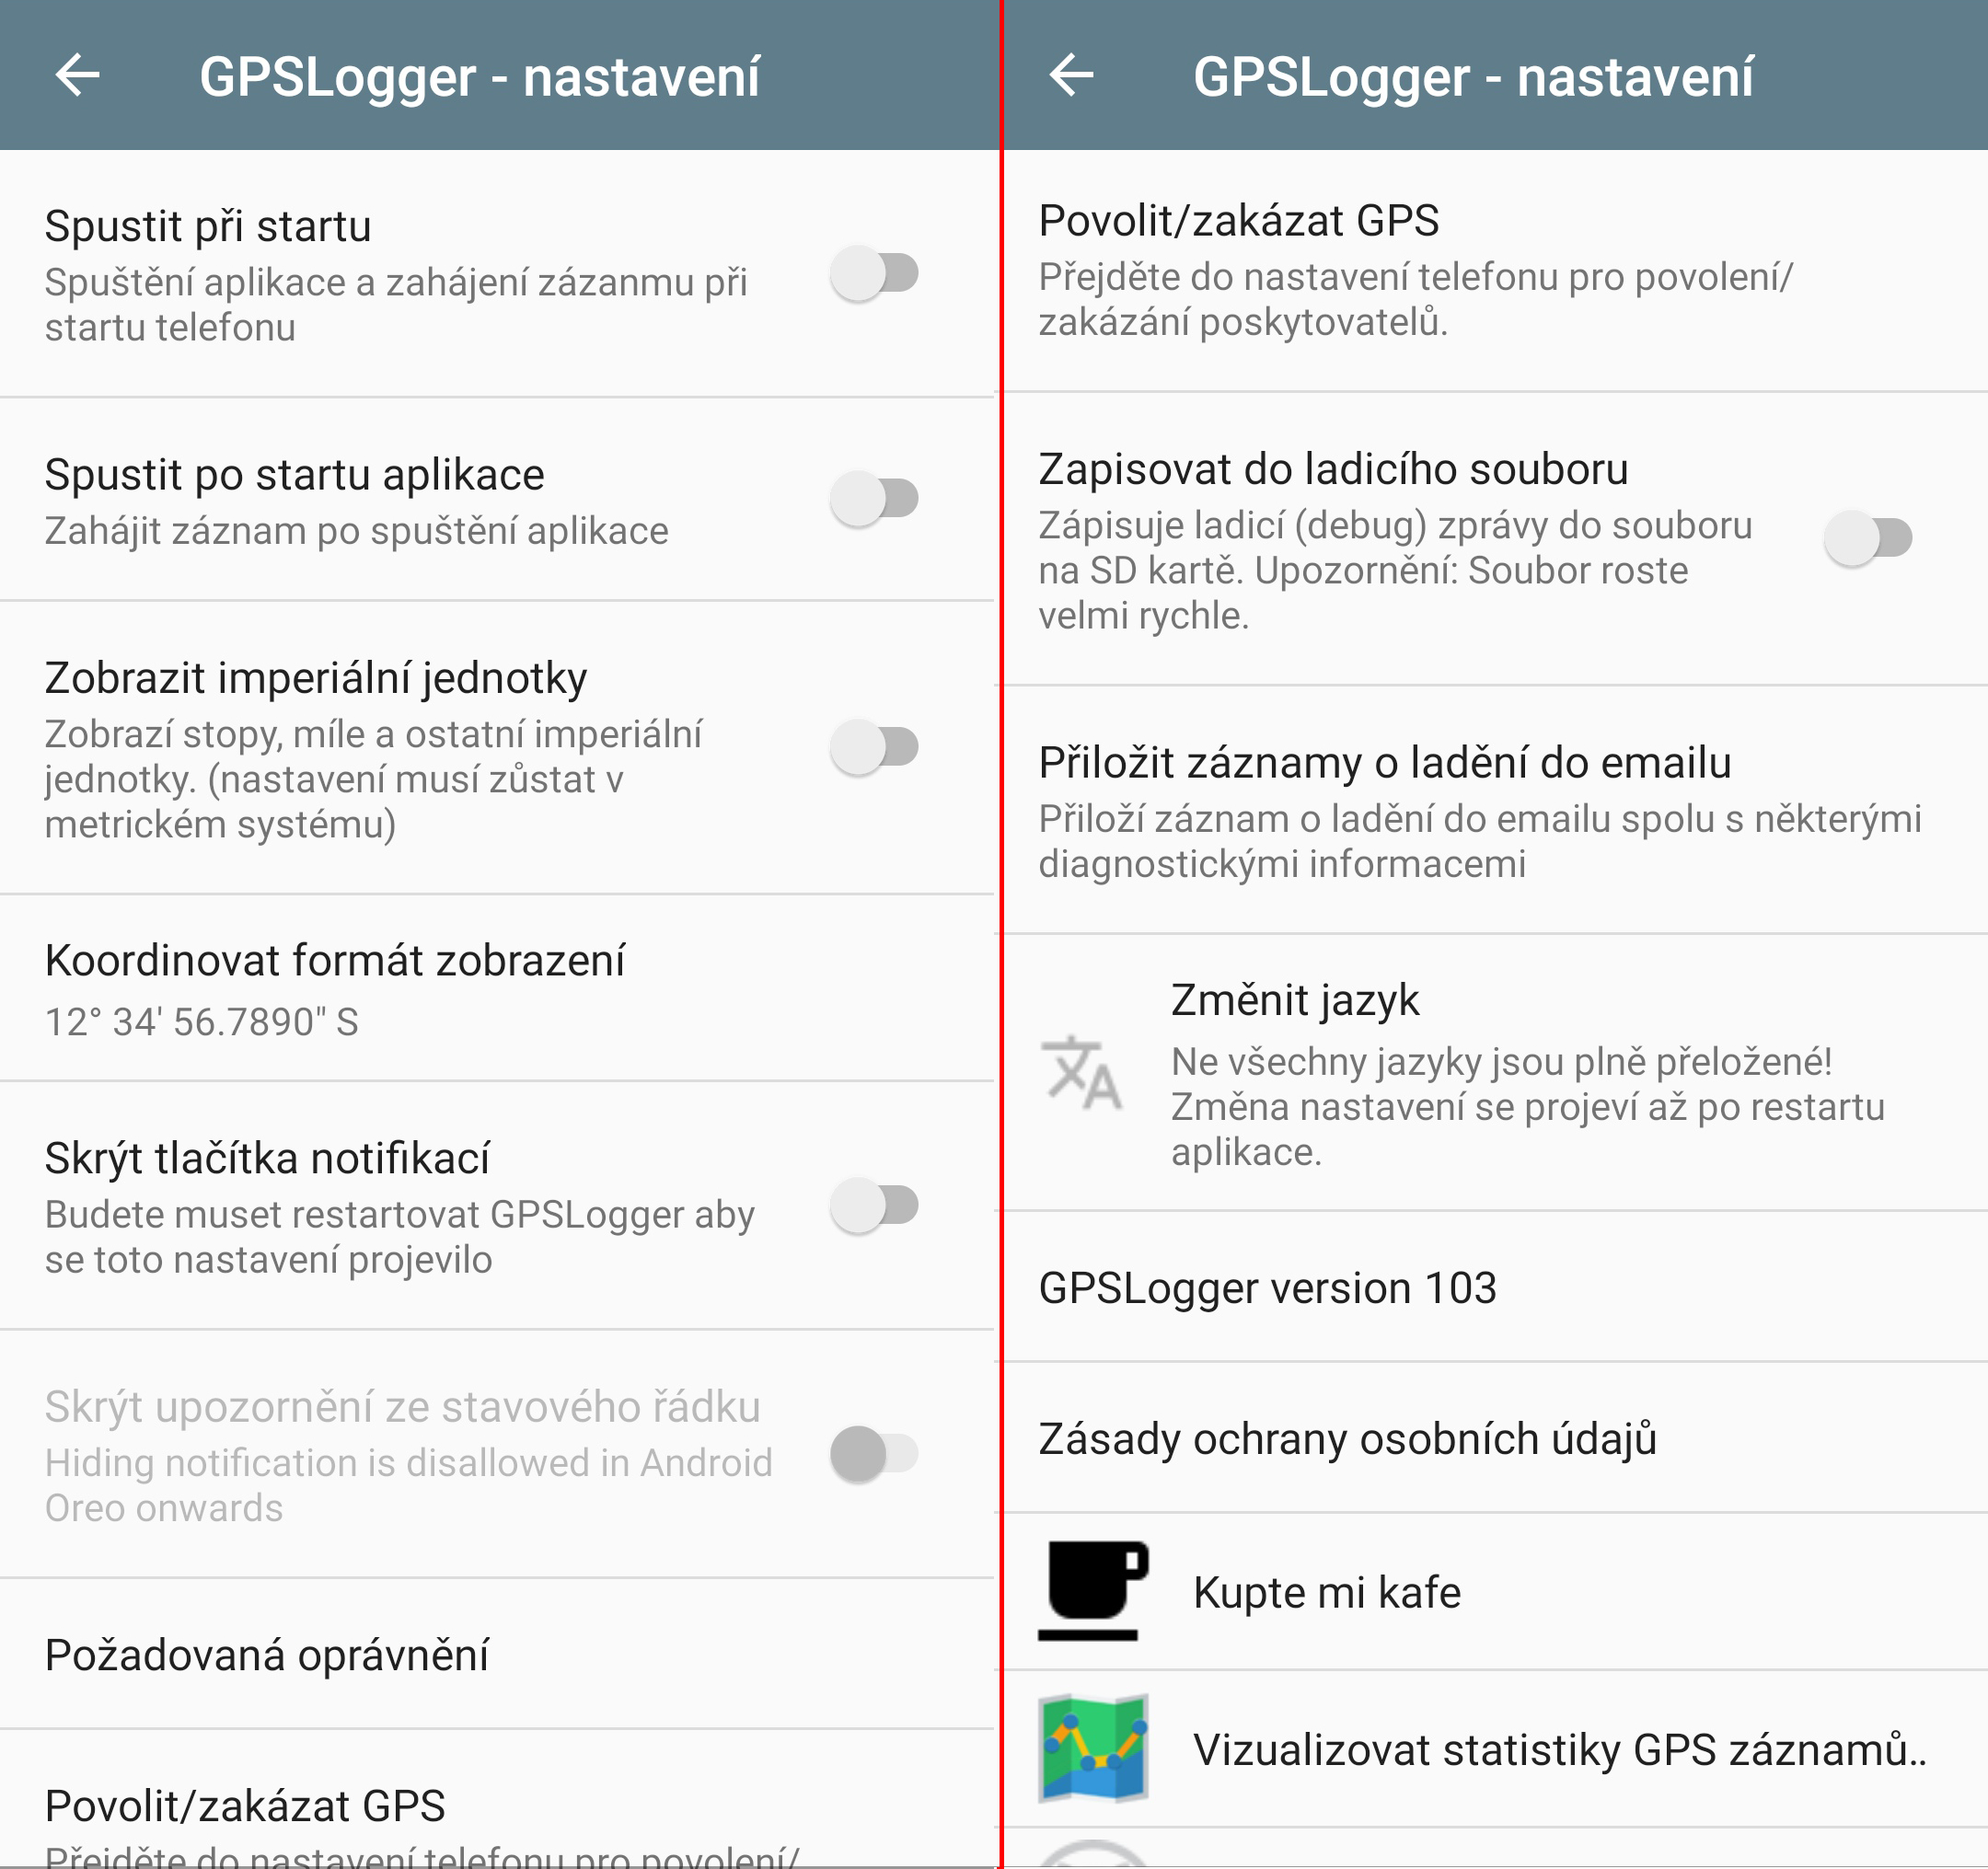 GPSLogger - nastavení
Spustit při startu
Spuštění aplikace a zahájení zázanmu při
startu telefonu
Spustit po startu aplikace
Zahájit záznam po spuštění aplikace
Zobrazit imperiální jednotky
Zobrazí stopy, míle a ostatní imperiální
jednotky. (nastavení musí zůstat v
metrickém systému)
Koordinovat formát zobrazení
12° 34' 56.7890" S
Skrýt tlačítka notifikací
Budete muset restartovat GPSLogger aby
se toto nastavení projevilo
Skrýt upozornění ze stavového řádku
Hiding notification is disallowed in Android
Oreo onwards
Požadovaná oprávnění
Povolit/zakázat GPS
Přejděte do nastavení telefonu pro povolení/
GPSLogger - nastavení
Povolit/zakázat GPS
Přejděte do nastavení telefonu pro povolení/
zakázání poskytovatelů.
Zapisovat do ladicího souboru
Zápisuje ladicí (debug) zprávy do souboru
na SD kartě. Upozornění: Soubor roste
velmi rychle.
Přiložit záznamy o ladění do emailu
Přiloží záznam o ladění do emailu spolu s některými
diagnostickými informacemi
Změnit jazyk
Ne všechny jazyky jsou plně přeložené!
Změna nastavení se projeví až po restartu
aplikace.
GPSLogger version 103
Zásady ochrany osobních údajů
Kupte mi kafe
Vizualizovat statistiky GPS záznamů..